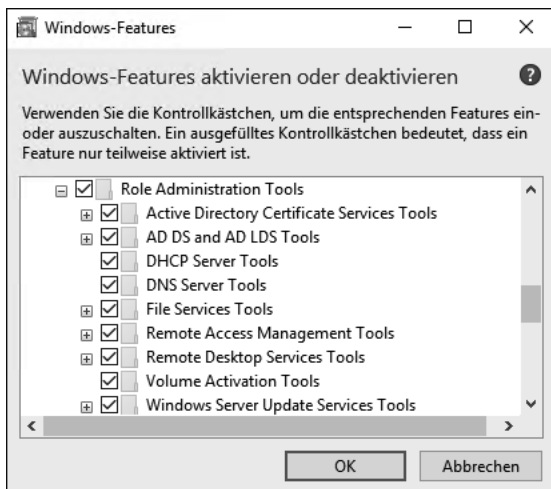 Windows-Features
Windows-Features aktivieren oder deaktivieren
Verwenden Sie die Kontrollkästchen, um die entsprechenden Features ein-
oder auszuschalten. Ein ausgefülltes Kontrollkästchen bedeutet, dass ein
Feature nur teilweise aktiviert ist.
Role Administration Tools
Active Directory Certificate Services Tools
AD DS and AD LDS Tools
DHCP Server Tools
DNS Server Tools
File Services Tools
Remote Access Management Tools
Remote Desktop Services Tools
Volume Activation Tools
Windows Server Update Services Tools
OK
Abbrechen